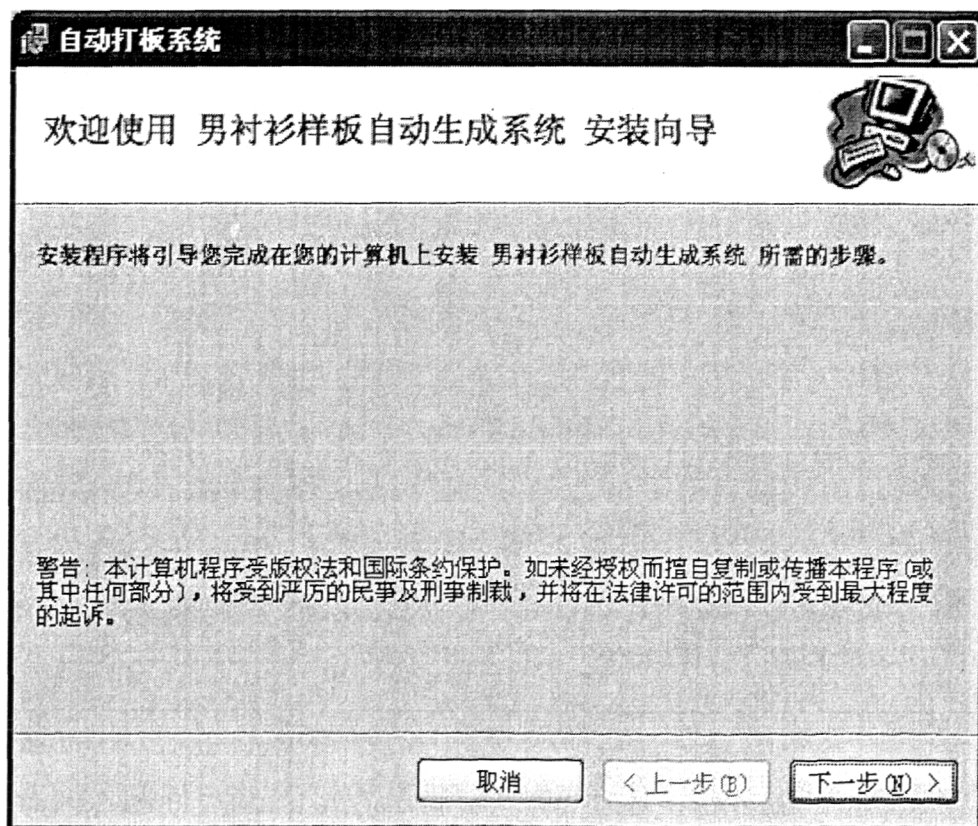 自动打板系统
欢迎使用 男衬衫样板自动生成系统 安装向导
安装程序将引导您完成在您的计算机上安装 男衬衫样板自动生成系统 所需的步骤。
警告: 本计算机程序受版权法和国际条约保护。如未经授权而擅自复制或传播本程序(或
其中任何部分)，将受到严厉的民事及刑事制裁，并将在法律许可的范围内受到最大程度
的起诉。
取消 < 上一步(B) 下一步(N) >